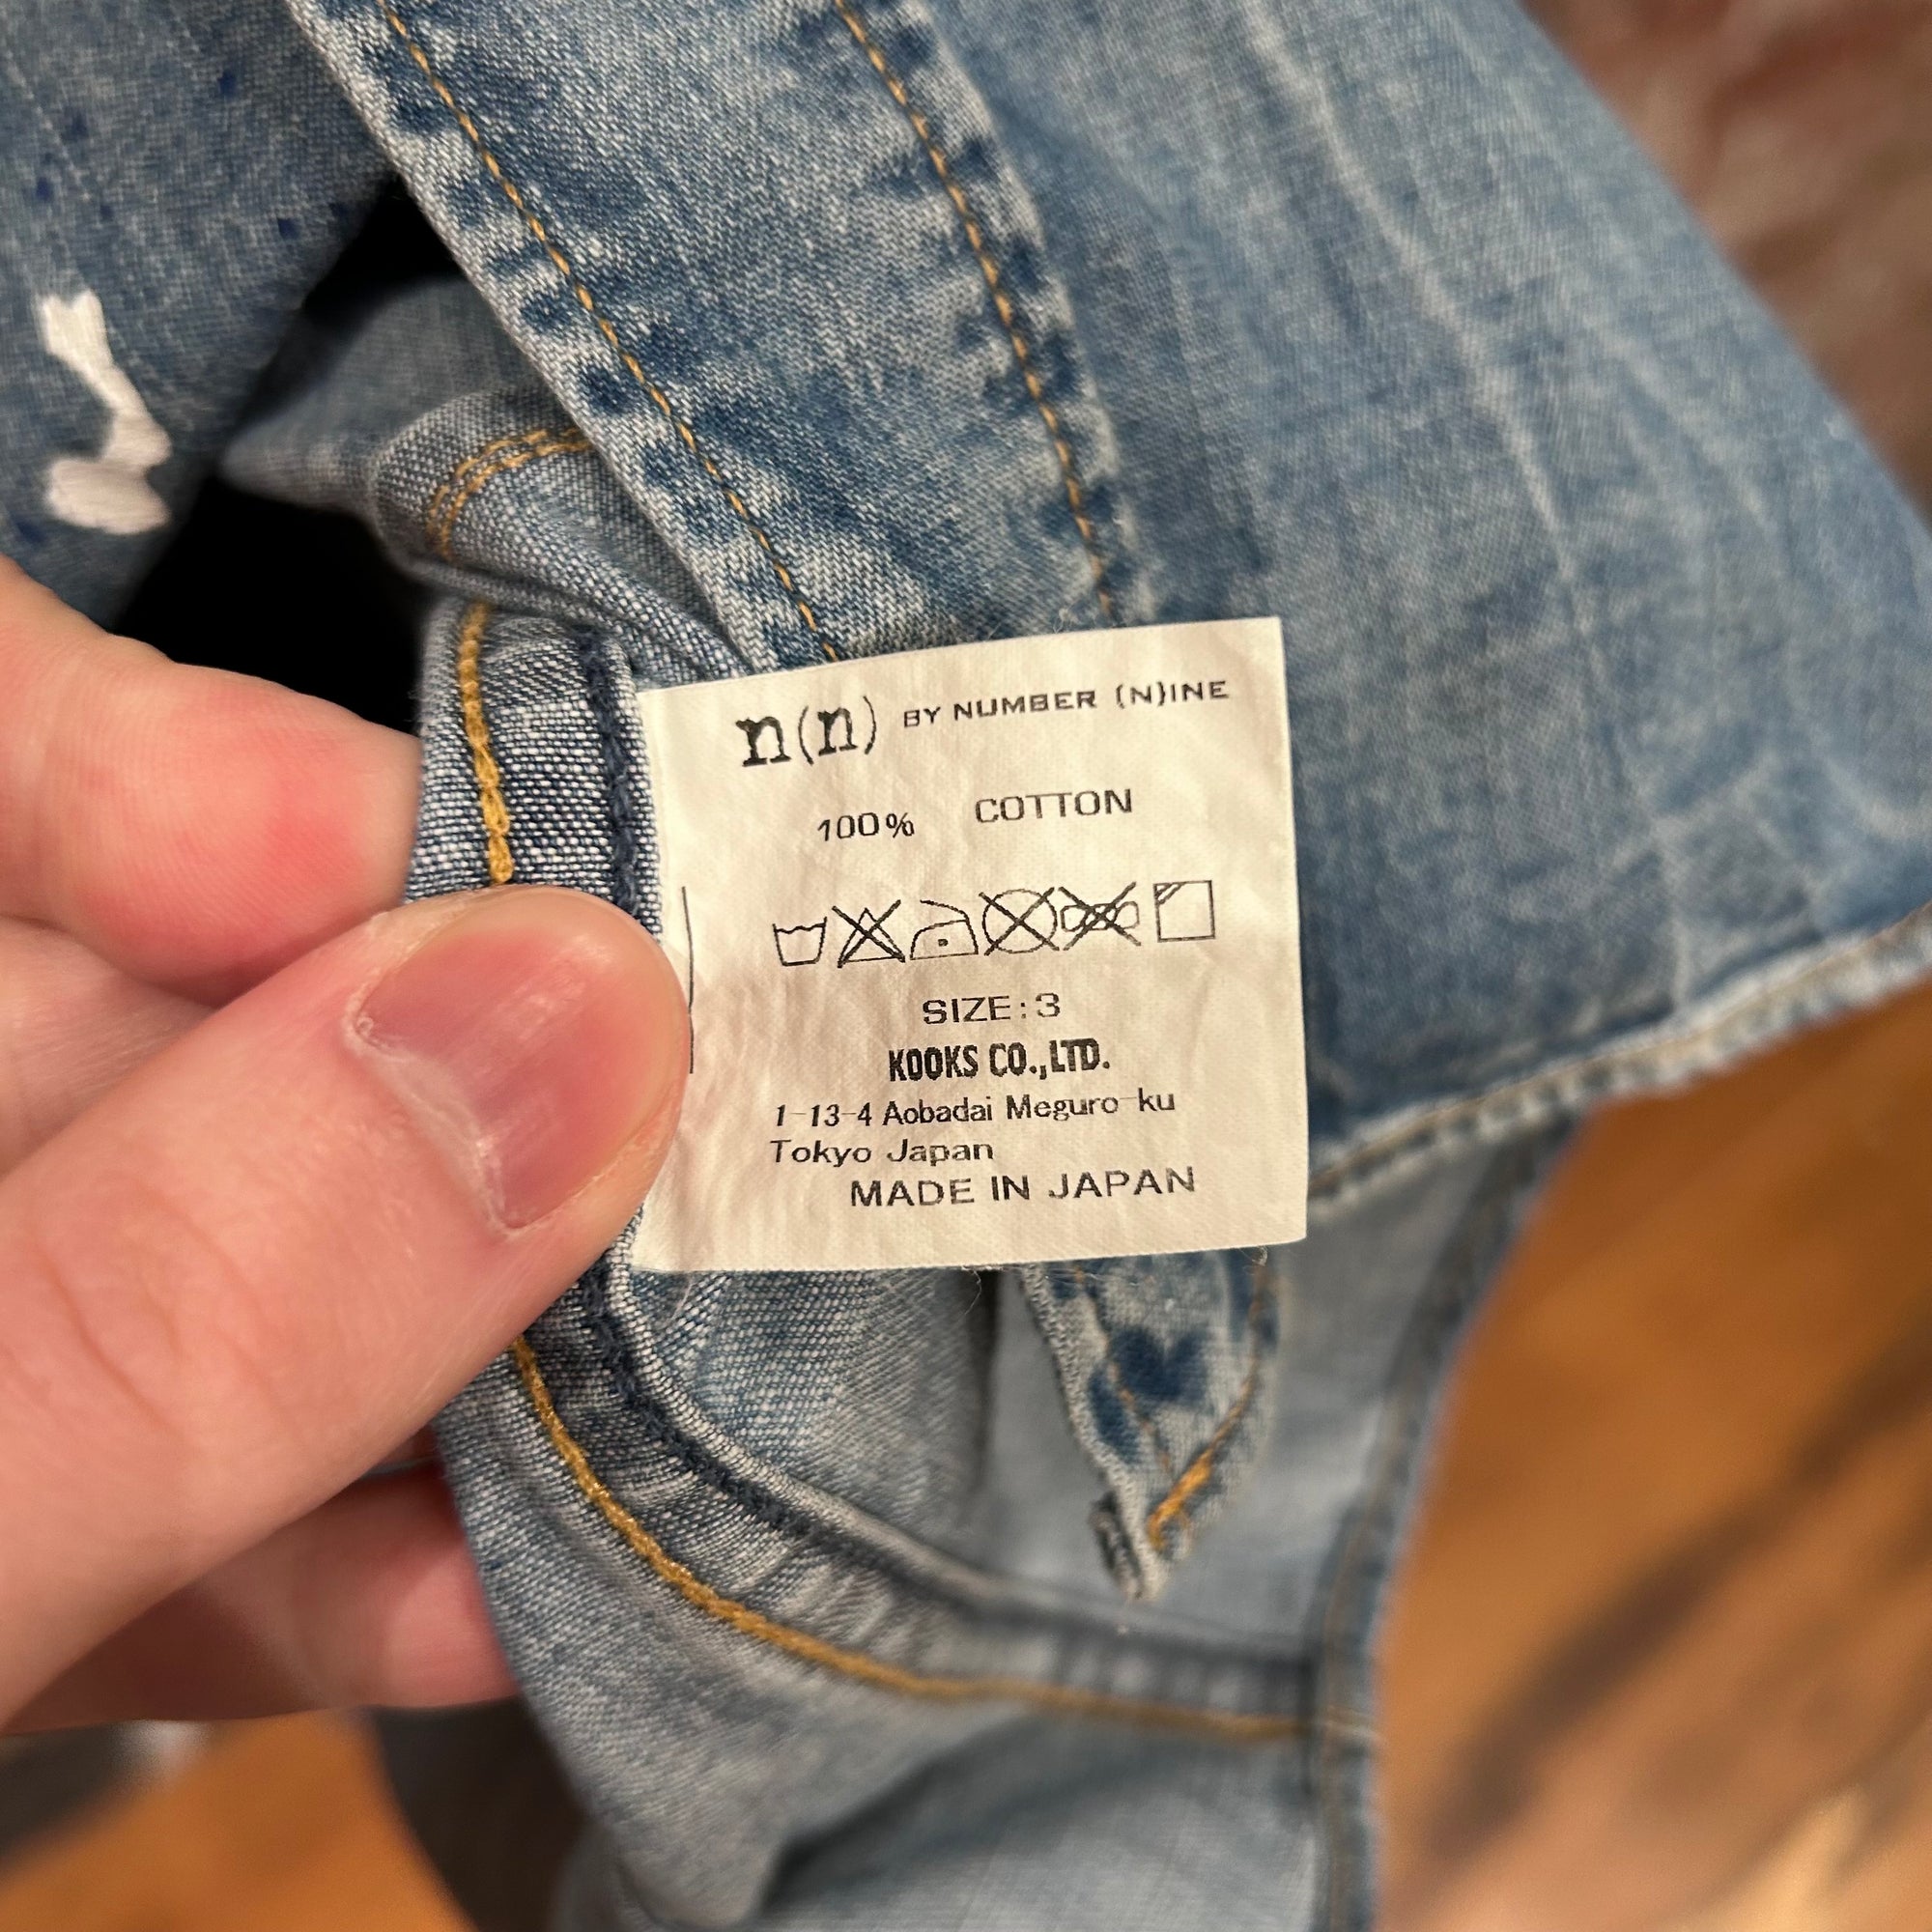 n(n) BY NUMBER (N)INE
100% COTTON
SIZE:3
KOOKS CO.,LTD.
1-13-4 Aobadai Meguro-ku
Tokyo Japan
MADE IN JAPAN